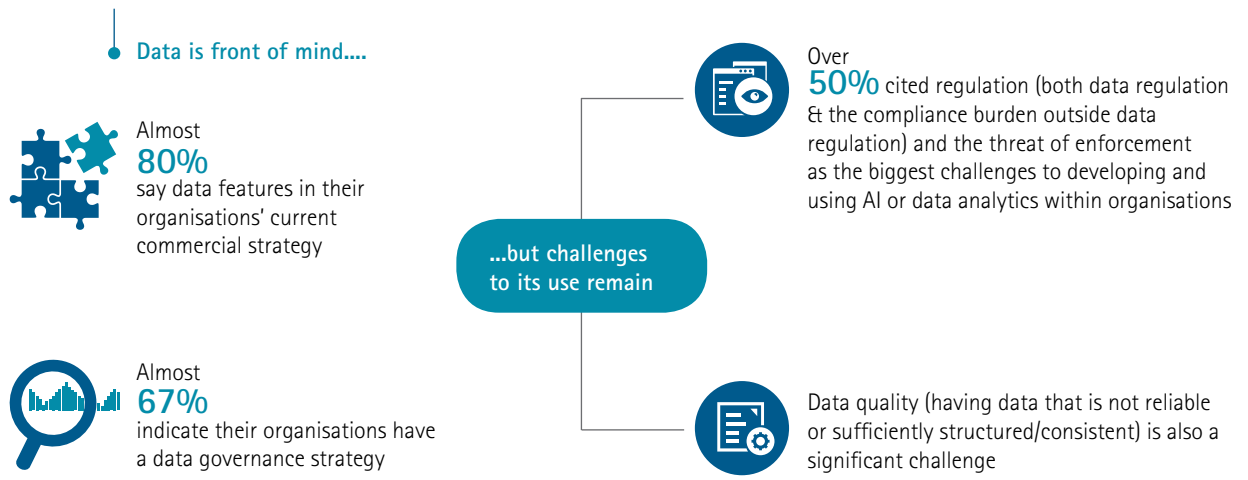 Data is front of mind....
Almost
80%
say data features in their
organisations' current
commercial strategy
Almost
67%
indicate their organisations have
a data governance strategy
...but challenges
to its use remain
Over
50% cited regulation (both data regulation
& the compliance burden outside data
regulation) and the threat of enforcement
as the biggest challenges to developing and
using AI or data analytics within organisations
Data quality (having data that is not reliable
or sufficiently structured/consistent) is also a
significant challenge